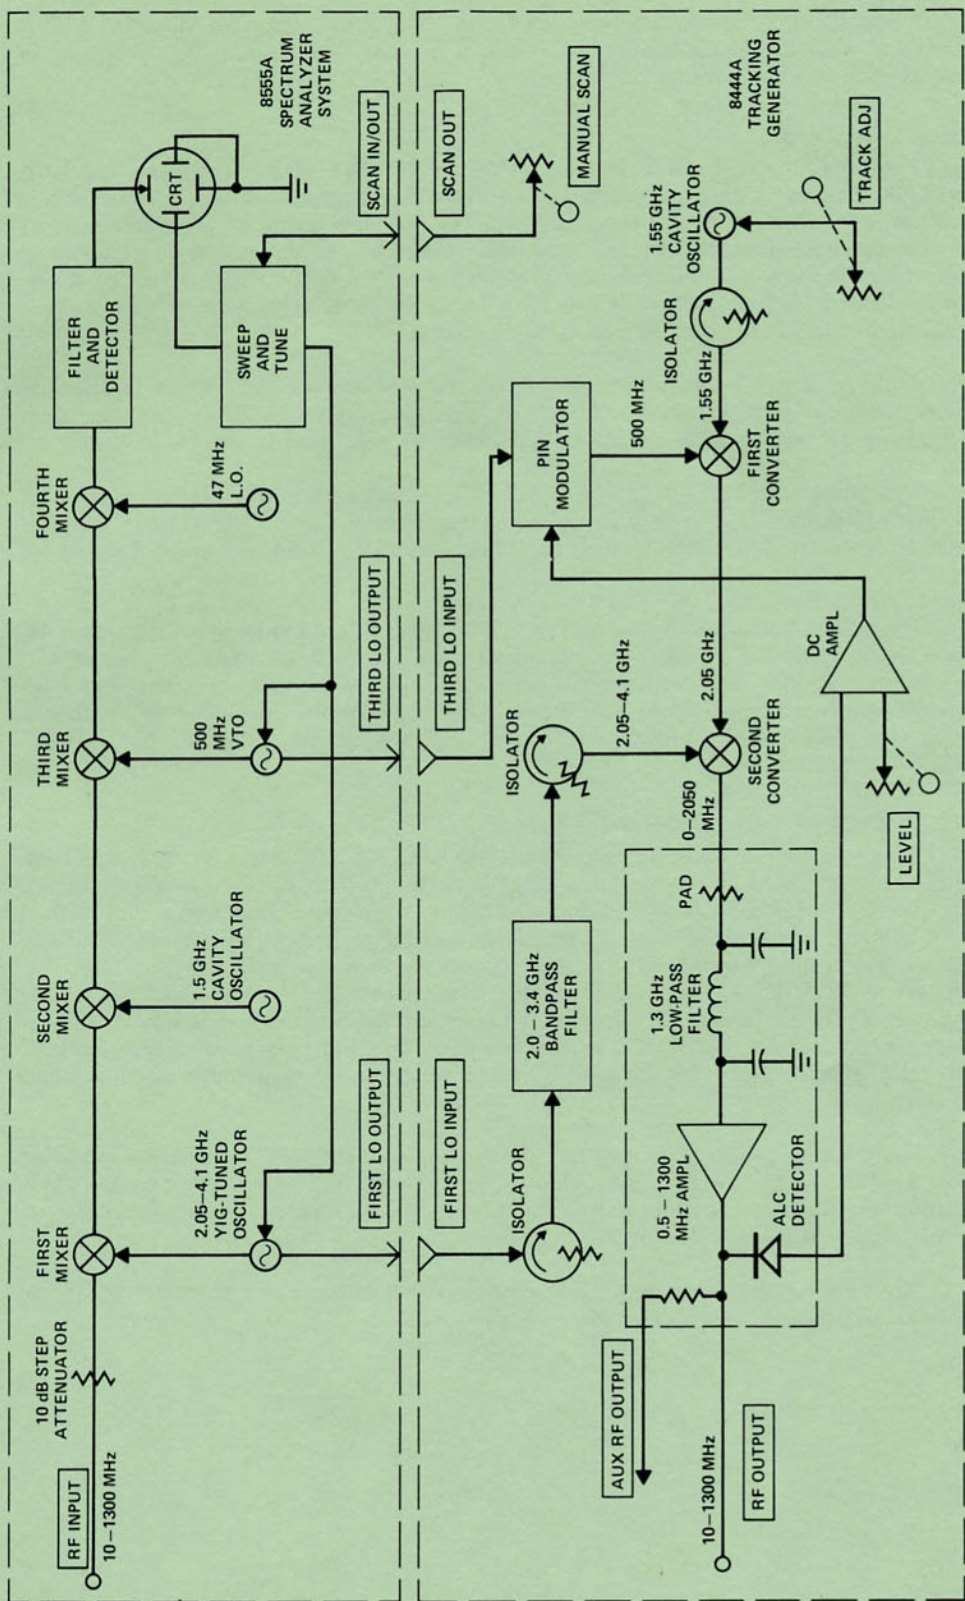 8555A
SPECTRUM
ANALYZER
SYSTEM
RF INPUT
10–1300 MHz
10 dB STEP
ATTENUATOR
FIRST
MIXER
2.05–4.1 GHz
YIG-TUNED
OSCILLATOR
SECOND
MIXER
1.5 GHz
CAVITY
OSCILLATOR
THIRD
MIXER
500
MHz
VTO
FOURTH
MIXER
47 MHz
L.O.
FILTER
AND
DETECTOR
CRT
SWEEP
AND
TUNE
FIRST LO OUTPUT
THIRD LO OUTPUT
SCAN IN/OUT
FIRST LO INPUT
THIRD LO INPUT
SCAN OUT
MANUAL SCAN
8444A
TRACKING
GENERATOR
ISOLATOR
2.0 – 3.4 GHz
BANDPASS
FILTER
ISOLATOR
2.05–4.1 GHz
PIN
MODULATOR
500 MHz
ISOLATOR
1.55 GHz
1.55 GHz
CAVITY
OSCILLATOR
TRACK ADJ
FIRST
CONVERTER
2.05 GHz
SECOND
CONVERTER
0–2050
MHz
PAD
1.3 GHz
LOW-PASS
FILTER
0.5 – 1300
MHz AMPL
ALC
DETECTOR
DC
AMPL
LEVEL
AUX RF OUTPUT
10–1300 MHz
RF OUTPUT